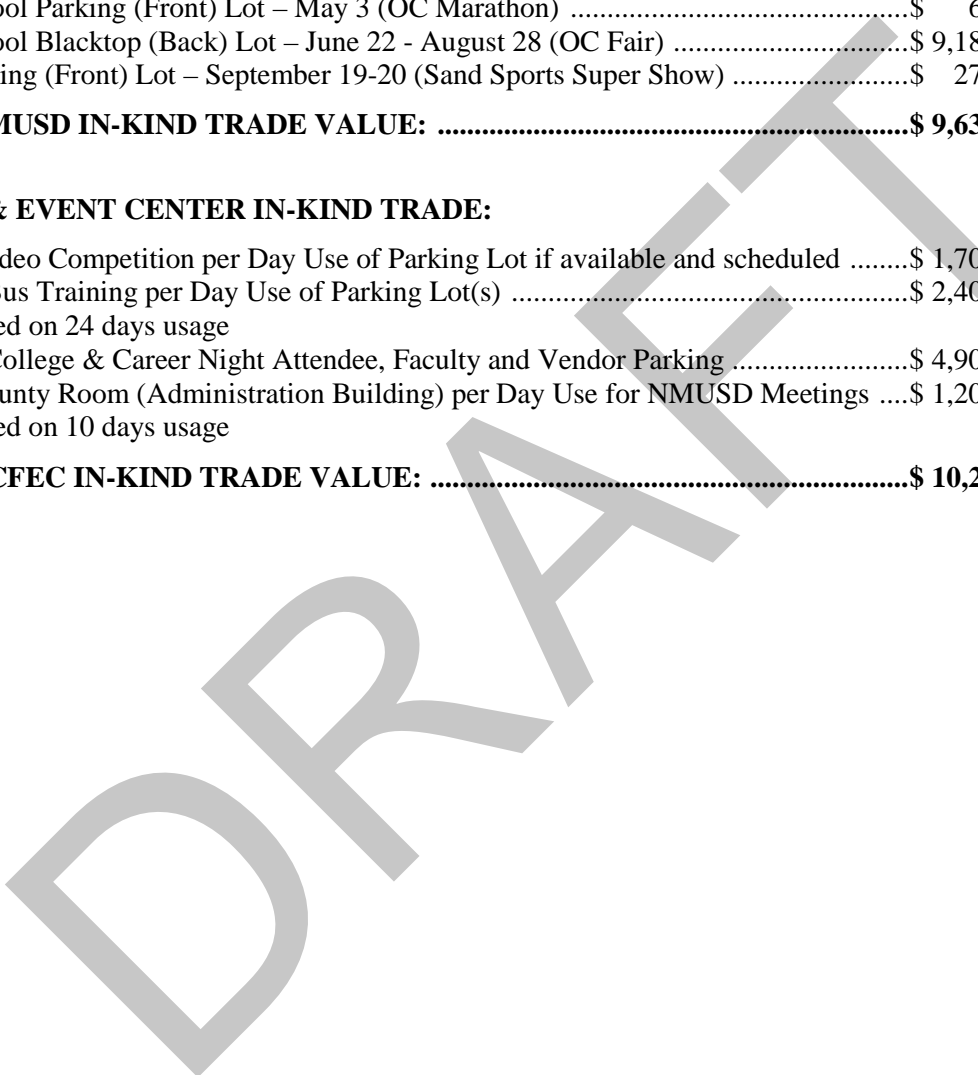 ool Parking (Front) Lot – May 3 (OC Marathon) ..........................................................$ 6
ool Blacktop (Back) Lot – June 22 - August 28 (OC Fair) ........................................$ 9,18
ing (Front) Lot – September 19-20 (Sand Sports Super Show) ..............................$ 27
MUSD IN-KIND TRADE VALUE: ......................................................................$ 9,63
& EVENT CENTER IN-KIND TRADE:
deo Competition per Day Use of Parking Lot if available and scheduled ........$ 1,70
Bus Training per Day Use of Parking Lot(s) ............................................................$ 2,40
ed on 24 days usage
College & Career Night Attendee, Faculty and Vendor Parking ..........................$ 4,90
unty Room (Administration Building) per Day Use for NMUSD Meetings ....$ 1,20
ed on 10 days usage
CFEC IN-KIND TRADE VALUE: .......................................................................$ 10,2
DRAFT